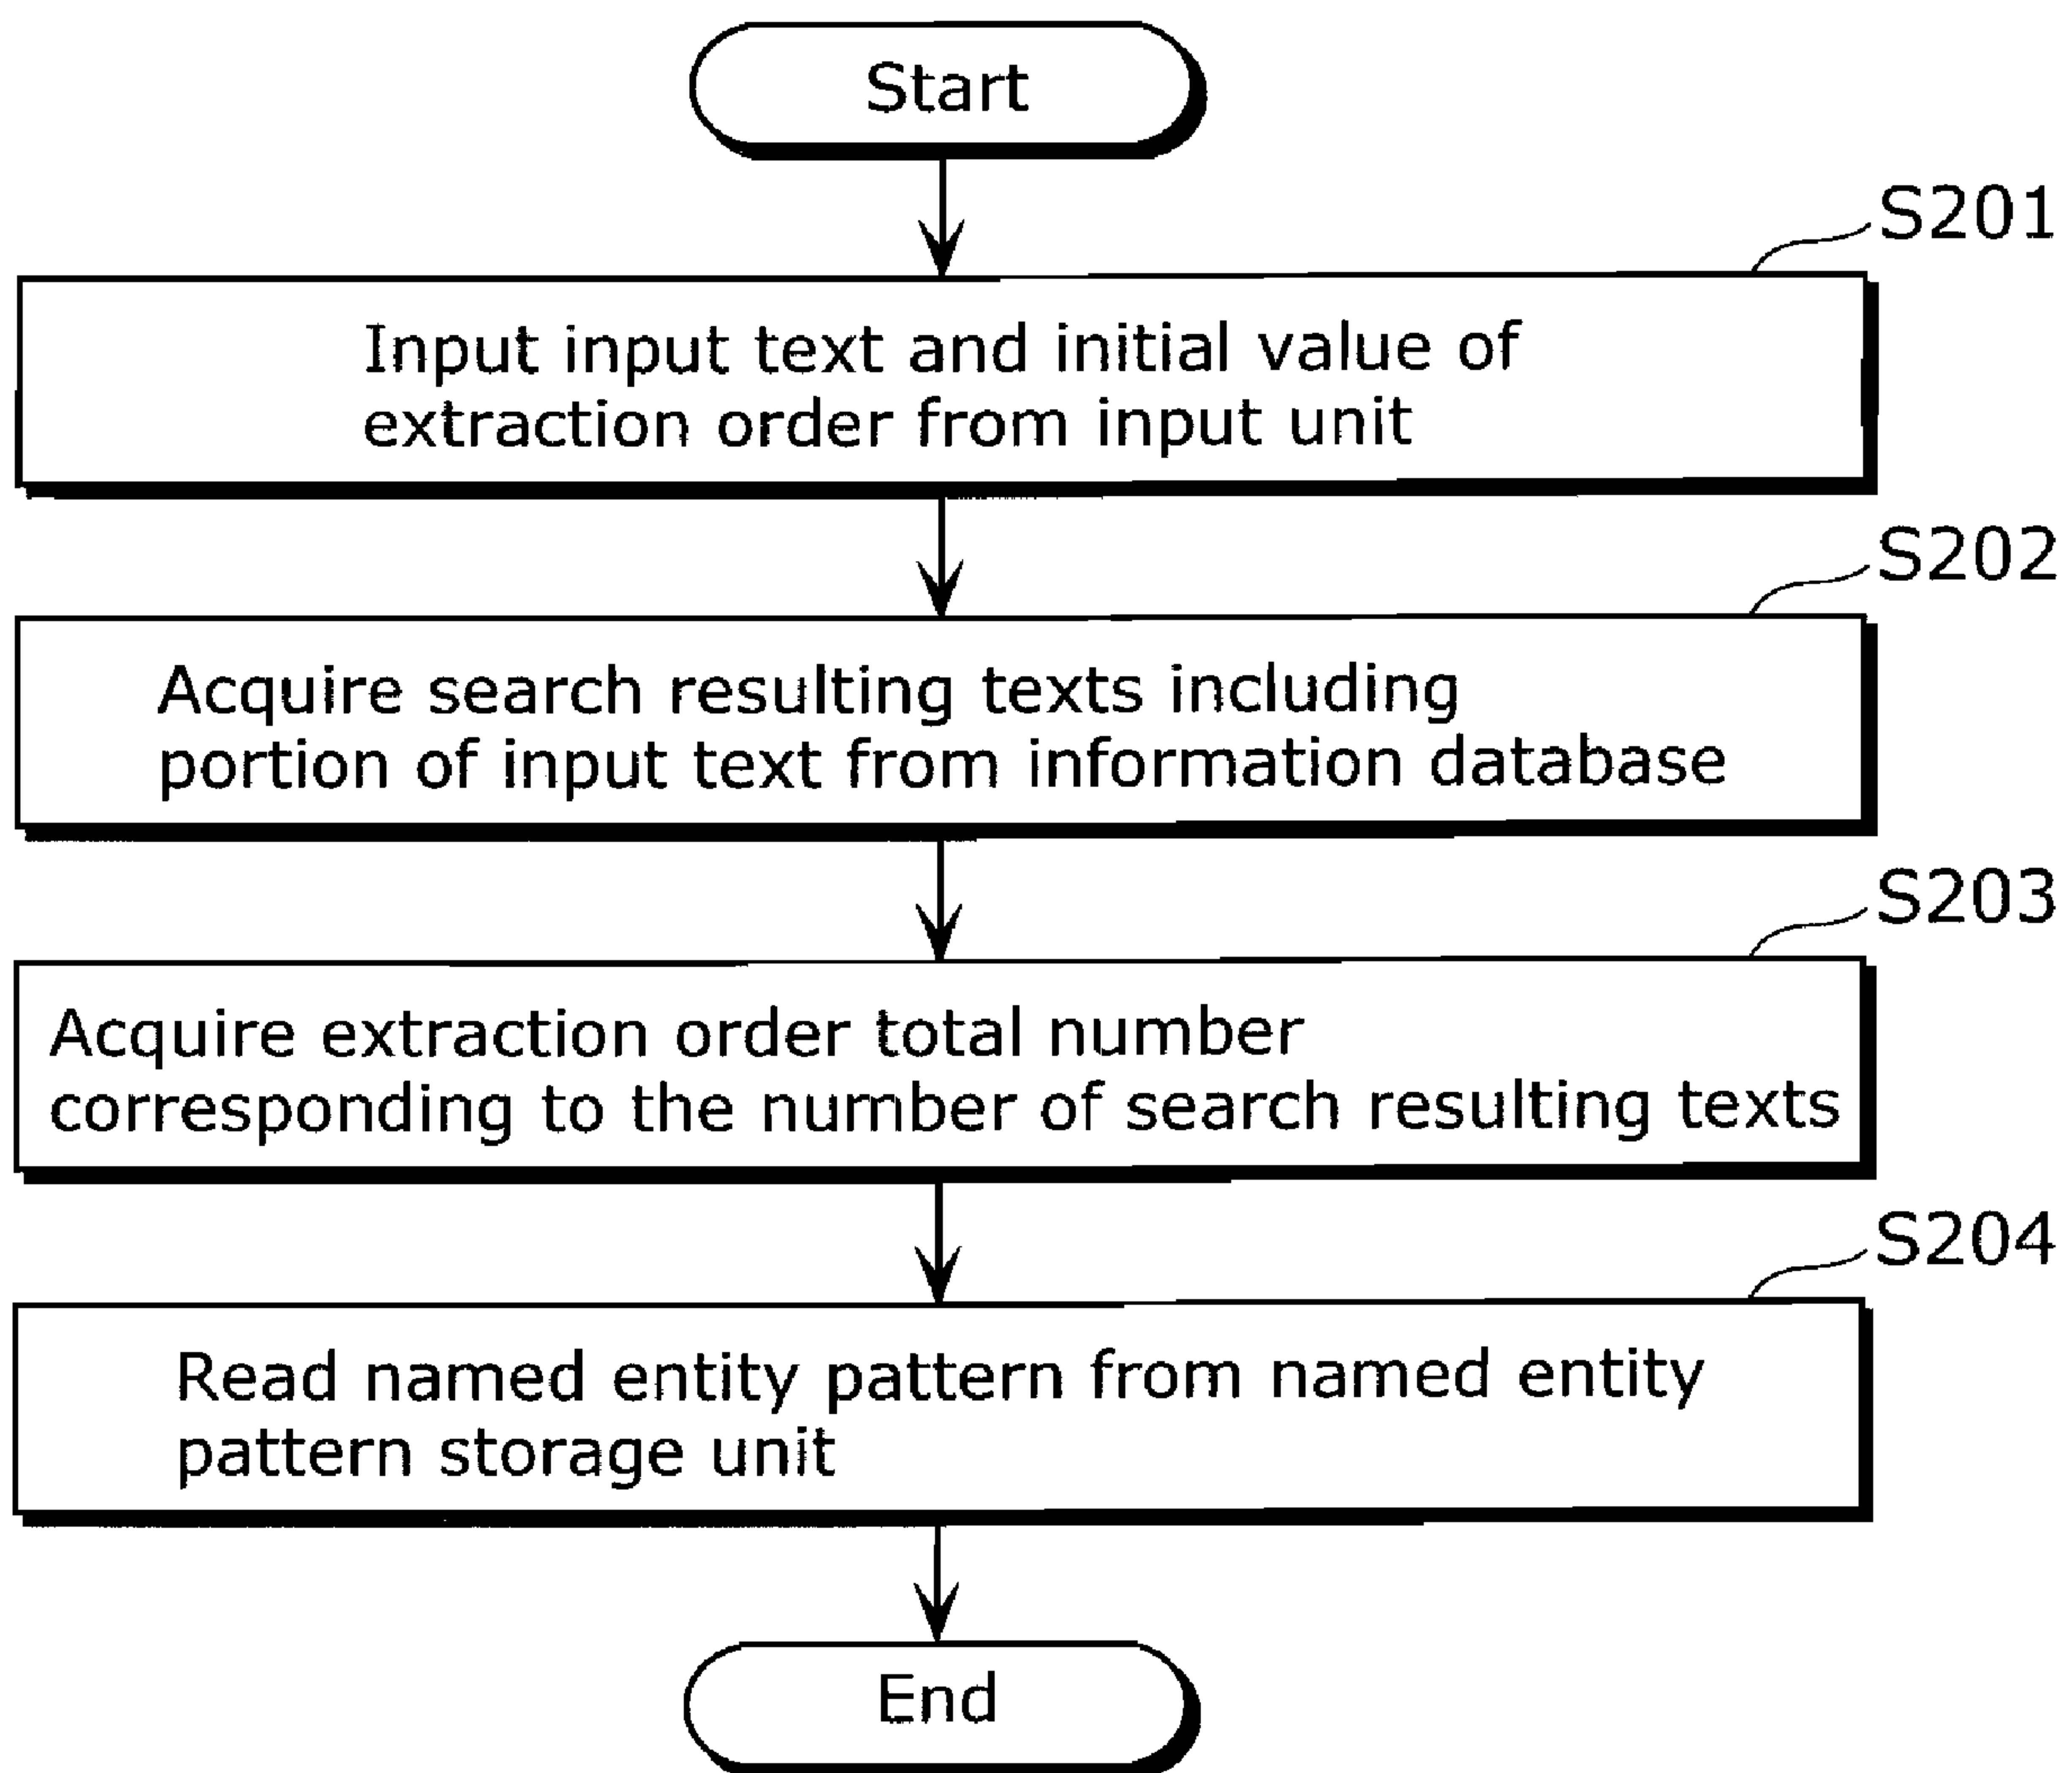 Start
S201
Input input text and initial value of
extraction order from input unit
S202
Acquire search resulting texts including
portion of input text from information database
S203
Acquire extraction order total number
corresponding to the number of search resulting texts
S204
Read named entity pattern from named entity
pattern storage unit
End